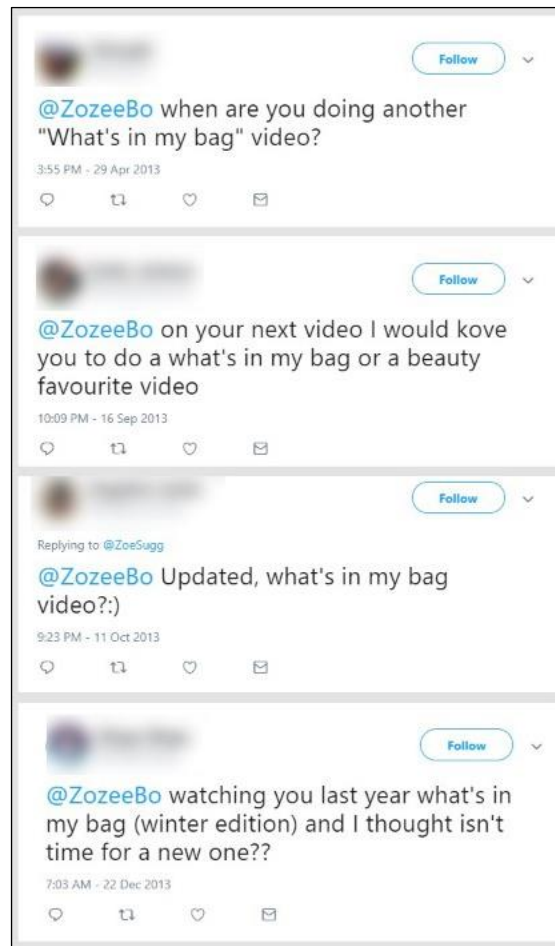 Follow
@ZozeeBo when are you doing another
"What's in my bag" video?
3:55 PM - 29 Apr 2013
Follow
@ZozeeBo on your next video I would kove
you to do a what's in my bag or a beauty
favourite video
10:09 PM - 16 Sep 2013
Follow
Replying to @ZoeSugg
@ZozeeBo Updated, what's in my bag
video?:)
9:23 PM - 11 Oct 2013
Follow
@ZozeeBo watching you last year what's in
my bag (winter edition) and I thought isn't
time for a new one??
7:03 AM - 22 Dec 2013